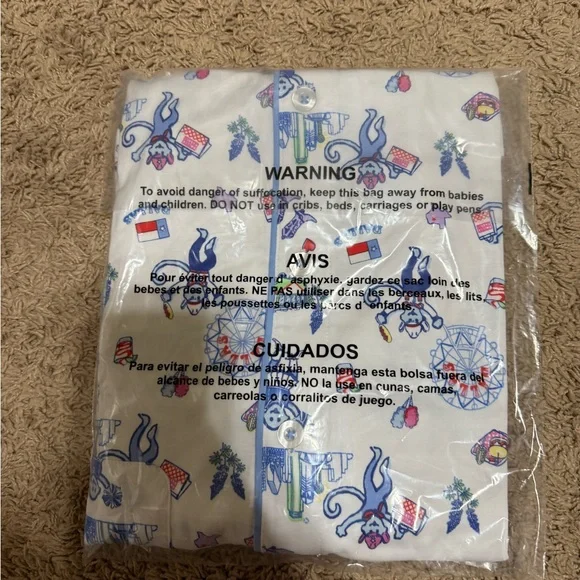 WARNING
To avoid danger of suffocation, keep this bag away from babies
and children. DO NOT use in cribs, beds, carriages or play pens.
DALLAS
AVIS
Pour éviter tout danger d'asphyxie, gardez ce sac loin des
bebes et des enfants. NE PAS utiliser dans les berceaux, les lits,
les poussettes ou les parcs d' enfants.
CUIDADOS
Para evitar el peligro de asfixia, mantenga esta bolsa fuera del
alcance de bebes y niños. NO la use en cunas, camas,
carreolas o corralitos de juego.